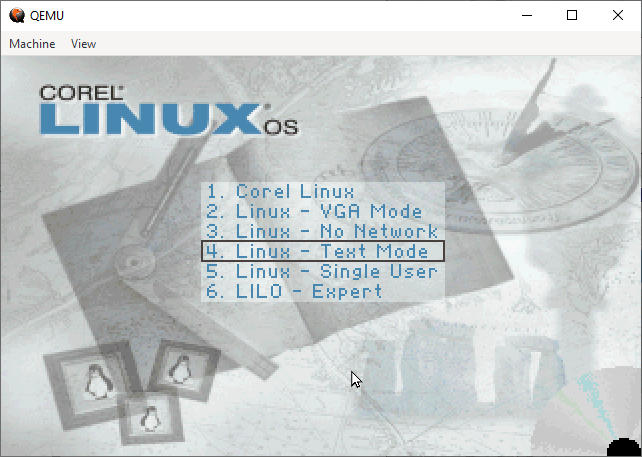 QEMU
Machine View
COREL®
LINUX® OS
1. Corel Linux
2. Linux - VGA Mode
3. Linux - No Network
4. Linux - Text Mode
5. Linux - Single User
6. LILO - Expert